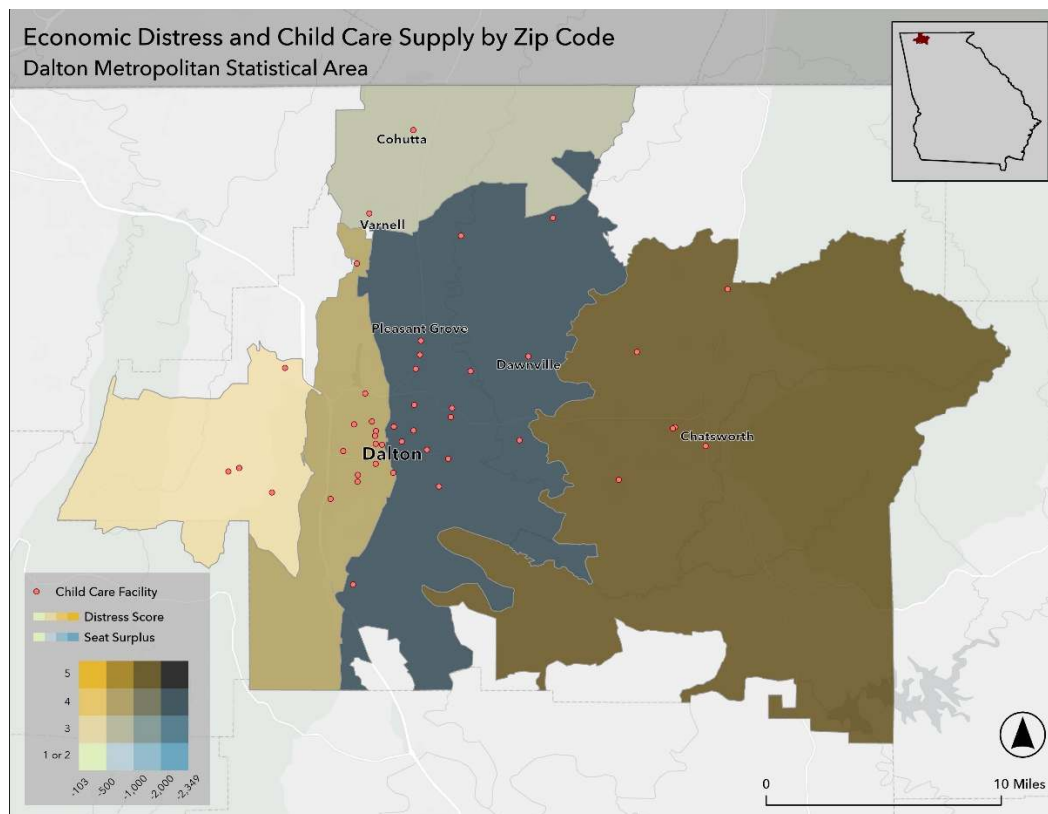 Economic Distress and Child Care Supply by Zip Code
Dalton Metropolitan Statistical Area
Cohutta
Varnell
Pleasant Grove
Dawnville
Dalton
Chatsworth
Child Care Facility
Distress Score
Seat Surplus
5
4
3
1 or 2
-103
-500
-1,000
-2,000
-2,349
0
10 Miles